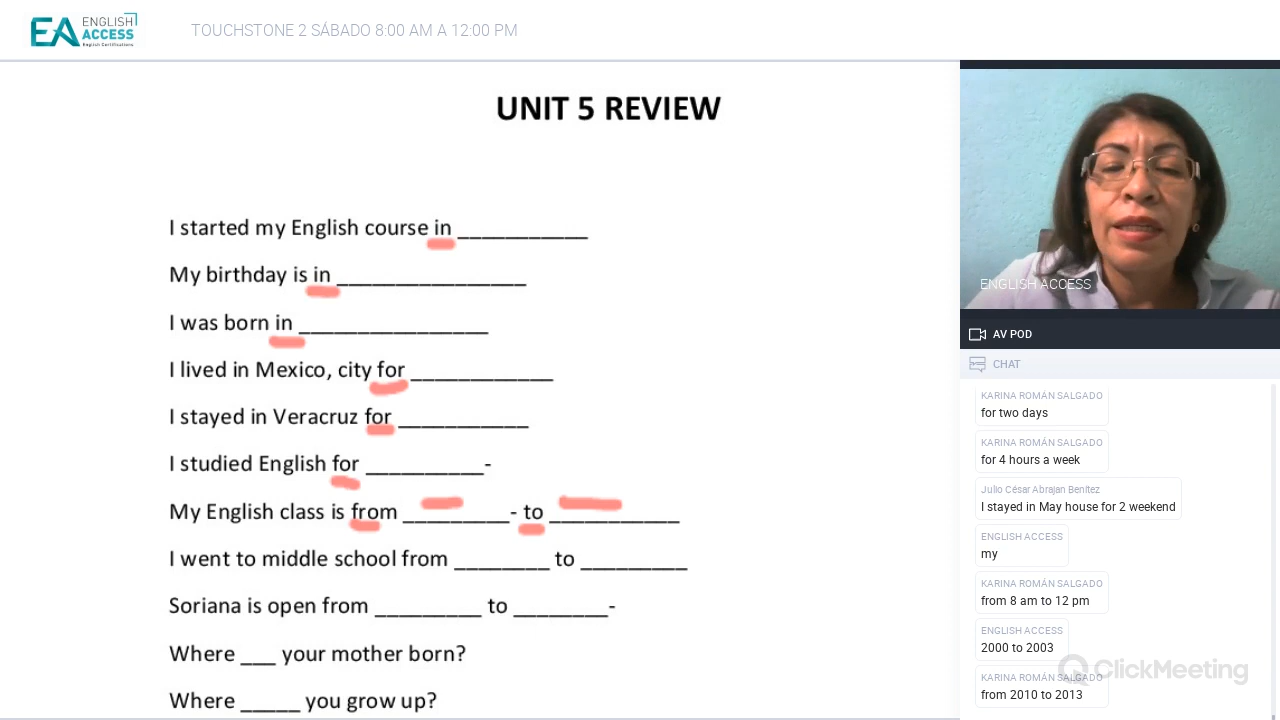 EA ENGLISH ACCESS
English Certifications
TOUCHSTONE 2 SÁBADO 8:00 AM A 12:00 PM
UNIT 5 REVIEW
I started my English course in ___________
My birthday is in ________________
I was born in ________________
I lived in Mexico, city for ____________
I stayed in Veracruz for ___________
I studied English for __________-
My English class is from _________- to ___________
I went to middle school from ________ to _________
Soriana is open from _________ to ________-
Where ___ your mother born?
Where _____ you grow up?
ENGLISH ACCESS
AV POD
CHAT
KARINA ROMÁN SALGADO
for two days
KARINA ROMÁN SALGADO
for 4 hours a week
Julio César Abrajan Benítez
I stayed in May house for 2 weekend
ENGLISH ACCESS
my
KARINA ROMÁN SALGADO
from 8 am to 12 pm
ENGLISH ACCESS
2000 to 2003
KARINA ROMÁN SALGADO
from 2010 to 2013
ClickMeeting